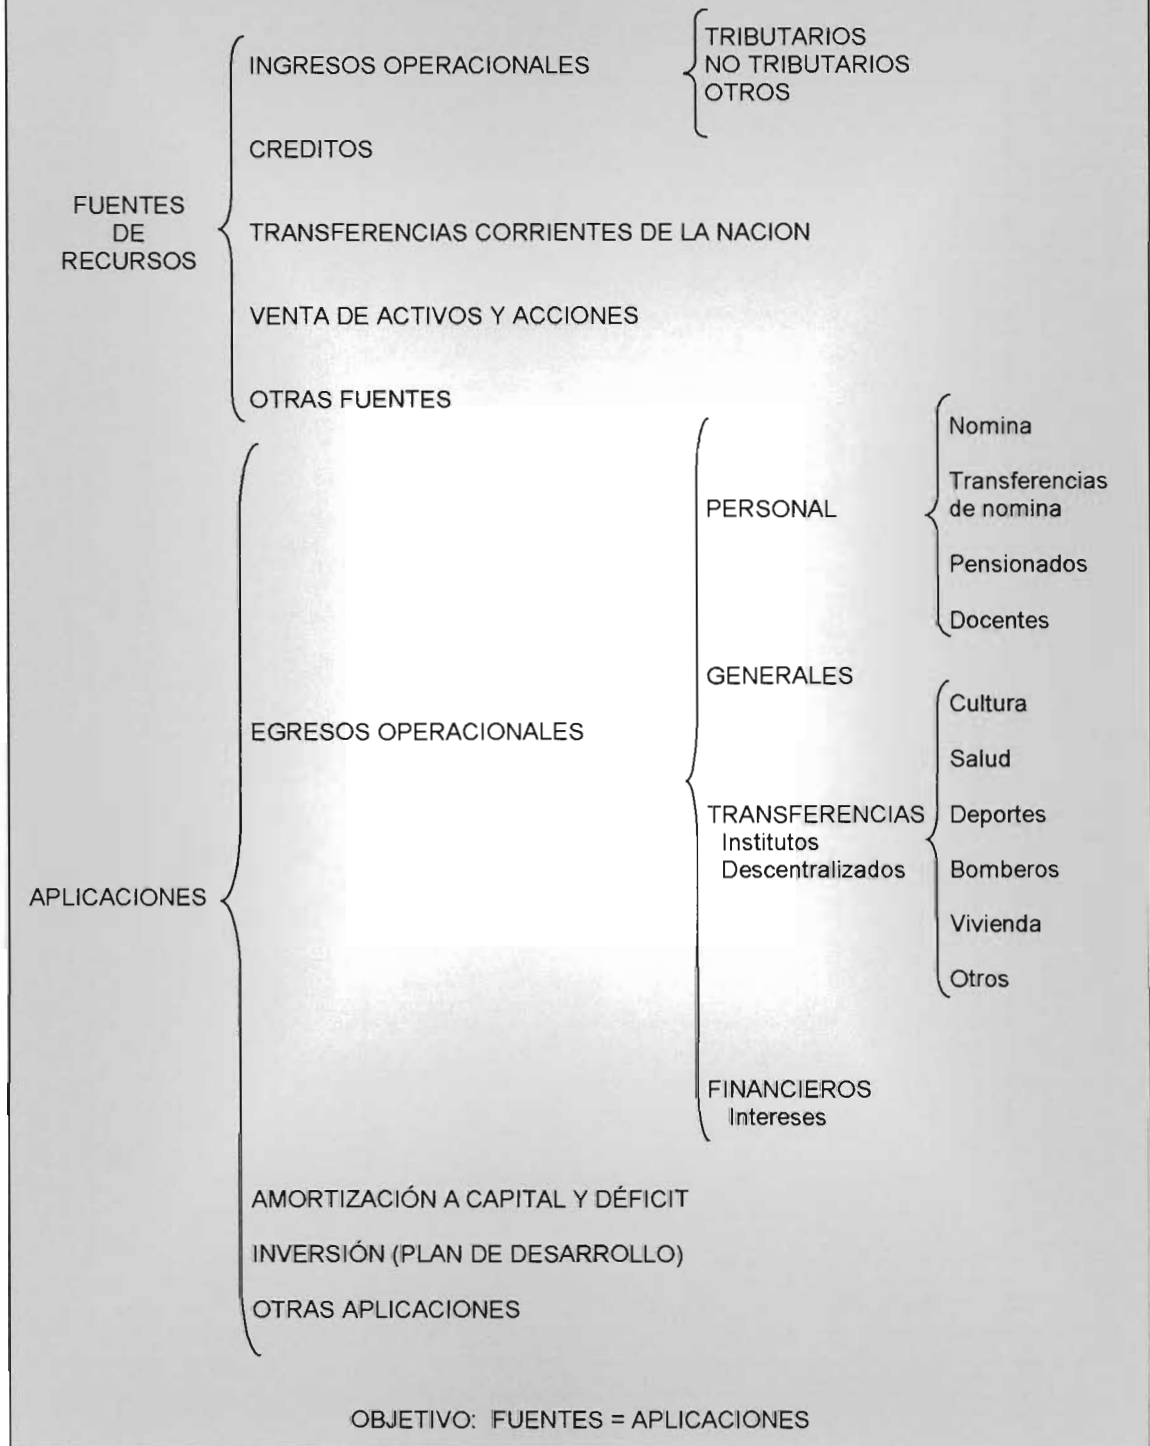 FUENTES
DE
RECURSOS
INGRESOS OPERACIONALES
TRIBUTARIOS
NO TRIBUTARIOS
OTROS
CREDITOS
TRANSFERENCIAS CORRIENTES DE LA NACION
VENTA DE ACTIVOS Y ACCIONES
OTRAS FUENTES
APLICACIONES
EGRESOS OPERACIONALES
PERSONAL
Nomina
Transferencias
de nomina
Pensionados
Docentes
GENERALES
TRANSFERENCIAS
Institutos
Descentralizados
Cultura
Salud
Deportes
Bomberos
Vivienda
Otros
FINANCIEROS
Intereses
AMORTIZACIÓN A CAPITAL Y DÉFICIT
INVERSIÓN (PLAN DE DESARROLLO)
OTRAS APLICACIONES
OBJETIVO: FUENTES = APLICACIONES